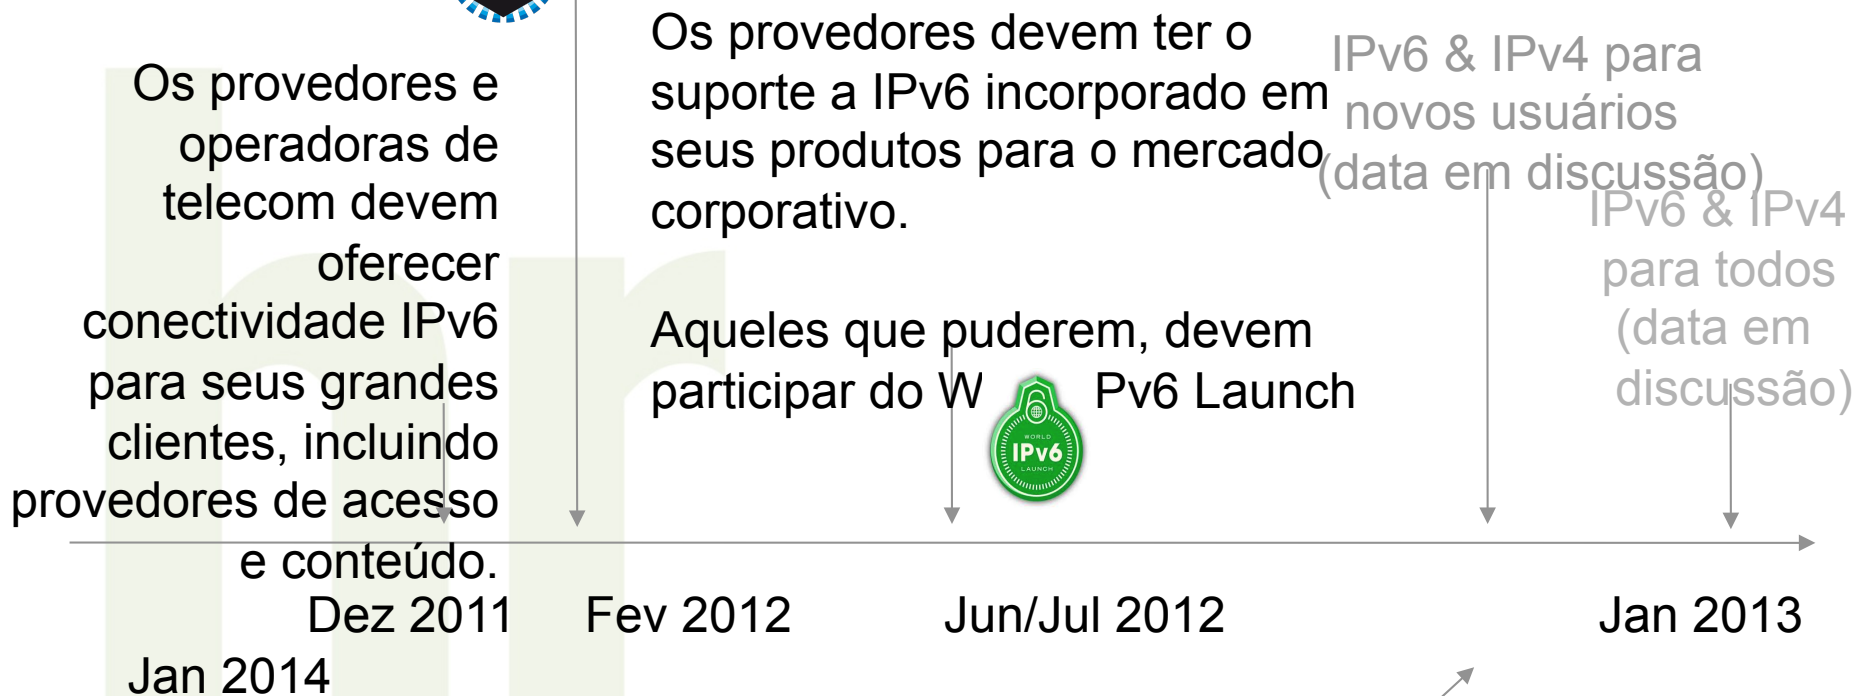 Os provedores e
operadoras de
telecom devem
oferecer
conectividade IPv6
para seus grandes
clientes, incluindo
provedores de acesso
e conteúdo.
Os provedores devem ter o
suporte a IPv6 incorporado em
seus produtos para o mercado
corporativo.
Aqueles que puderem, devem
participar do W Pv6 Launch
WORLD
IPv6
LAUNCH
IPv6 & IPv4 para
novos usuários
(data em discussão)
IPv6 & IPv4
para todos
(data em
discussão)
Dez 2011 Fev 2012 Jun/Jul 2012 Jan 2013
Jan 2014